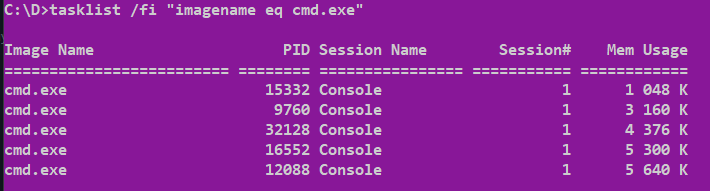 C:\D>tasklist /fi "imagename eq cmd.exe"
Image Name                     PID Session Name        Session#    Mem Usage
========================= ======== ================ =========== ============
cmd.exe                      15332 Console                    1      1 048 K
cmd.exe                       9760 Console                    1      3 160 K
cmd.exe                      32128 Console                    1      4 376 K
cmd.exe                      16552 Console                    1      5 300 K
cmd.exe                      12088 Console                    1      5 640 K